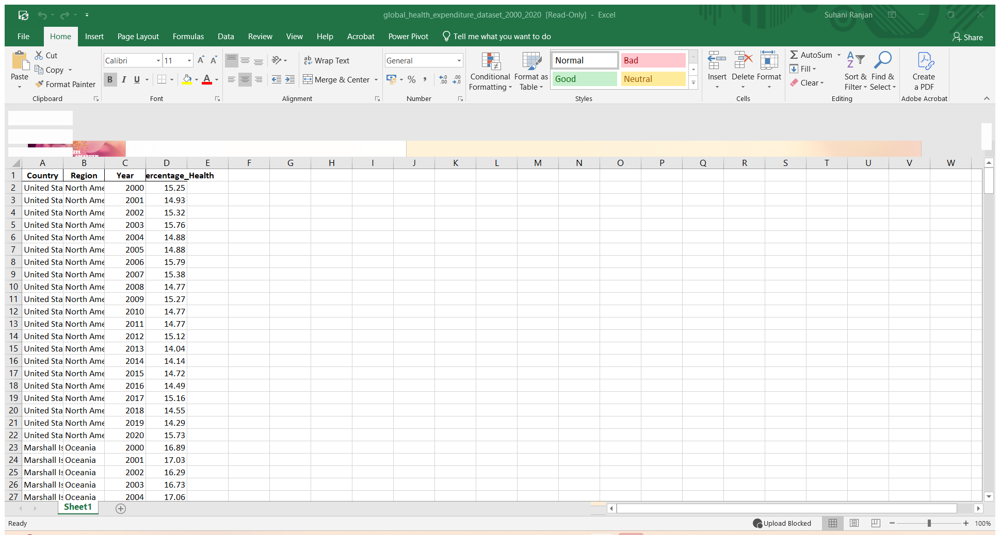 global_health_expenditure_dataset_2000_2020 [Read-Only] - Excel
Suhani Ranjan
File Home Insert Page Layout Formulas Data Review View Help Acrobat Power Pivot Tell me what you want to do
Share
Paste
Cut
Copy
Format Painter
Clipboard
Calibri 11
B I U
Font
Wrap Text
Merge & Center
Alignment
General
Number
Conditional Formatting
Format as Table
Normal Bad
Good Neutral
Styles
Insert Delete Format
Cells
AutoSum
Fill
Clear
Sort & Filter
Find & Select
Editing
Create a PDF
Adobe Acrobat
A B C D E F G H I J K L M N O P Q R S T U V W
1 Country Region Year ercentage_Health
2 United Sta North Ame 2000 15.25
3 United Sta North Ame 2001 14.93
4 United Sta North Ame 2002 15.32
5 United Sta North Ame 2003 15.76
6 United Sta North Ame 2004 14.88
7 United Sta North Ame 2005 14.88
8 United Sta North Ame 2006 15.79
9 United Sta North Ame 2007 15.38
10 United Sta North Ame 2008 14.77
11 United Sta North Ame 2009 15.27
12 United Sta North Ame 2010 14.77
13 United Sta North Ame 2011 14.77
14 United Sta North Ame 2012 15.12
15 United Sta North Ame 2013 14.04
16 United Sta North Ame 2014 14.14
17 United Sta North Ame 2015 14.72
18 United Sta North Ame 2016 14.49
19 United Sta North Ame 2017 15.16
20 United Sta North Ame 2018 14.55
21 United Sta North Ame 2019 14.29
22 United Sta North Ame 2020 15.73
23 Marshall Is Oceania 2000 16.89
24 Marshall Is Oceania 2001 17.03
25 Marshall Is Oceania 2002 16.29
26 Marshall Is Oceania 2003 16.73
27 Marshall Is Oceania 2004 17.06
Sheet1
Ready
Upload Blocked
100%